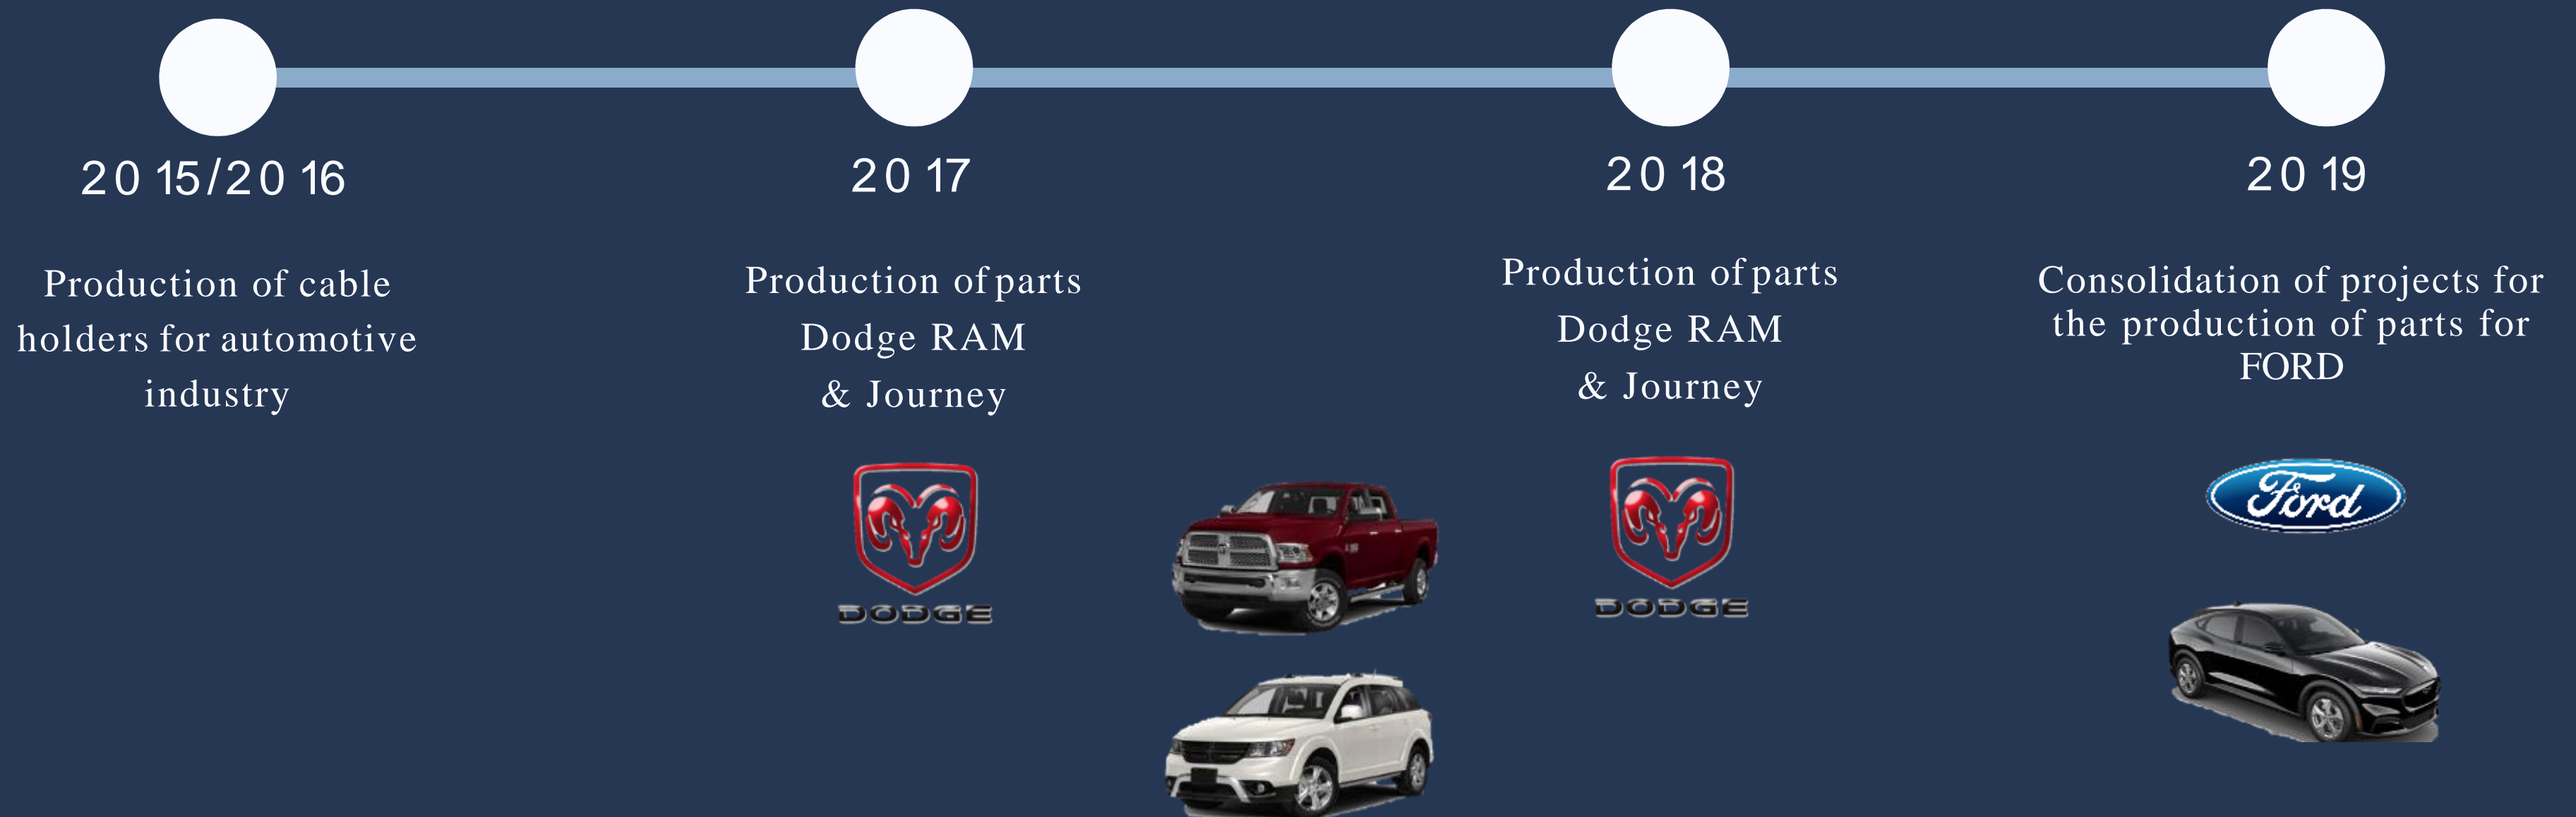 2015/2016
Production of cable
holders for automotive
industry
2017
Production of parts
Dodge RAM
& Journey
DODGE
2018
Production of parts
Dodge RAM
& Journey
DODGE
2019
Consolidation of projects for
the production of parts for
FORD
Ford